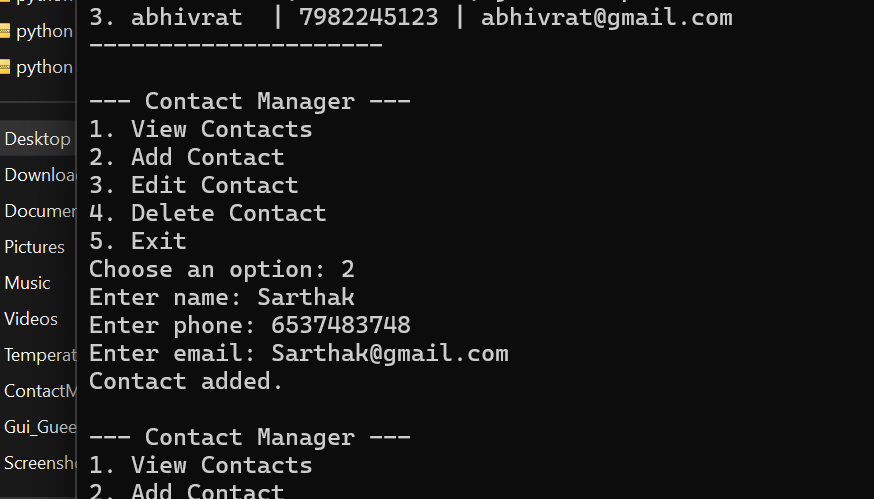 python
python
Desktop
Downloa
Documen
Pictures
Music
Videos
Temperat
ContactM
Gui_Guee
Screensh
3. abhivrat  | 7982245123 | abhivrat@gmail.com
---------------------
--- Contact Manager ---
1. View Contacts
2. Add Contact
3. Edit Contact
4. Delete Contact
5. Exit
Choose an option: 2
Enter name: Sarthak
Enter phone: 6537483748
Enter email: Sarthak@gmail.com
Contact added.
--- Contact Manager ---
1. View Contacts
2. Add Contact